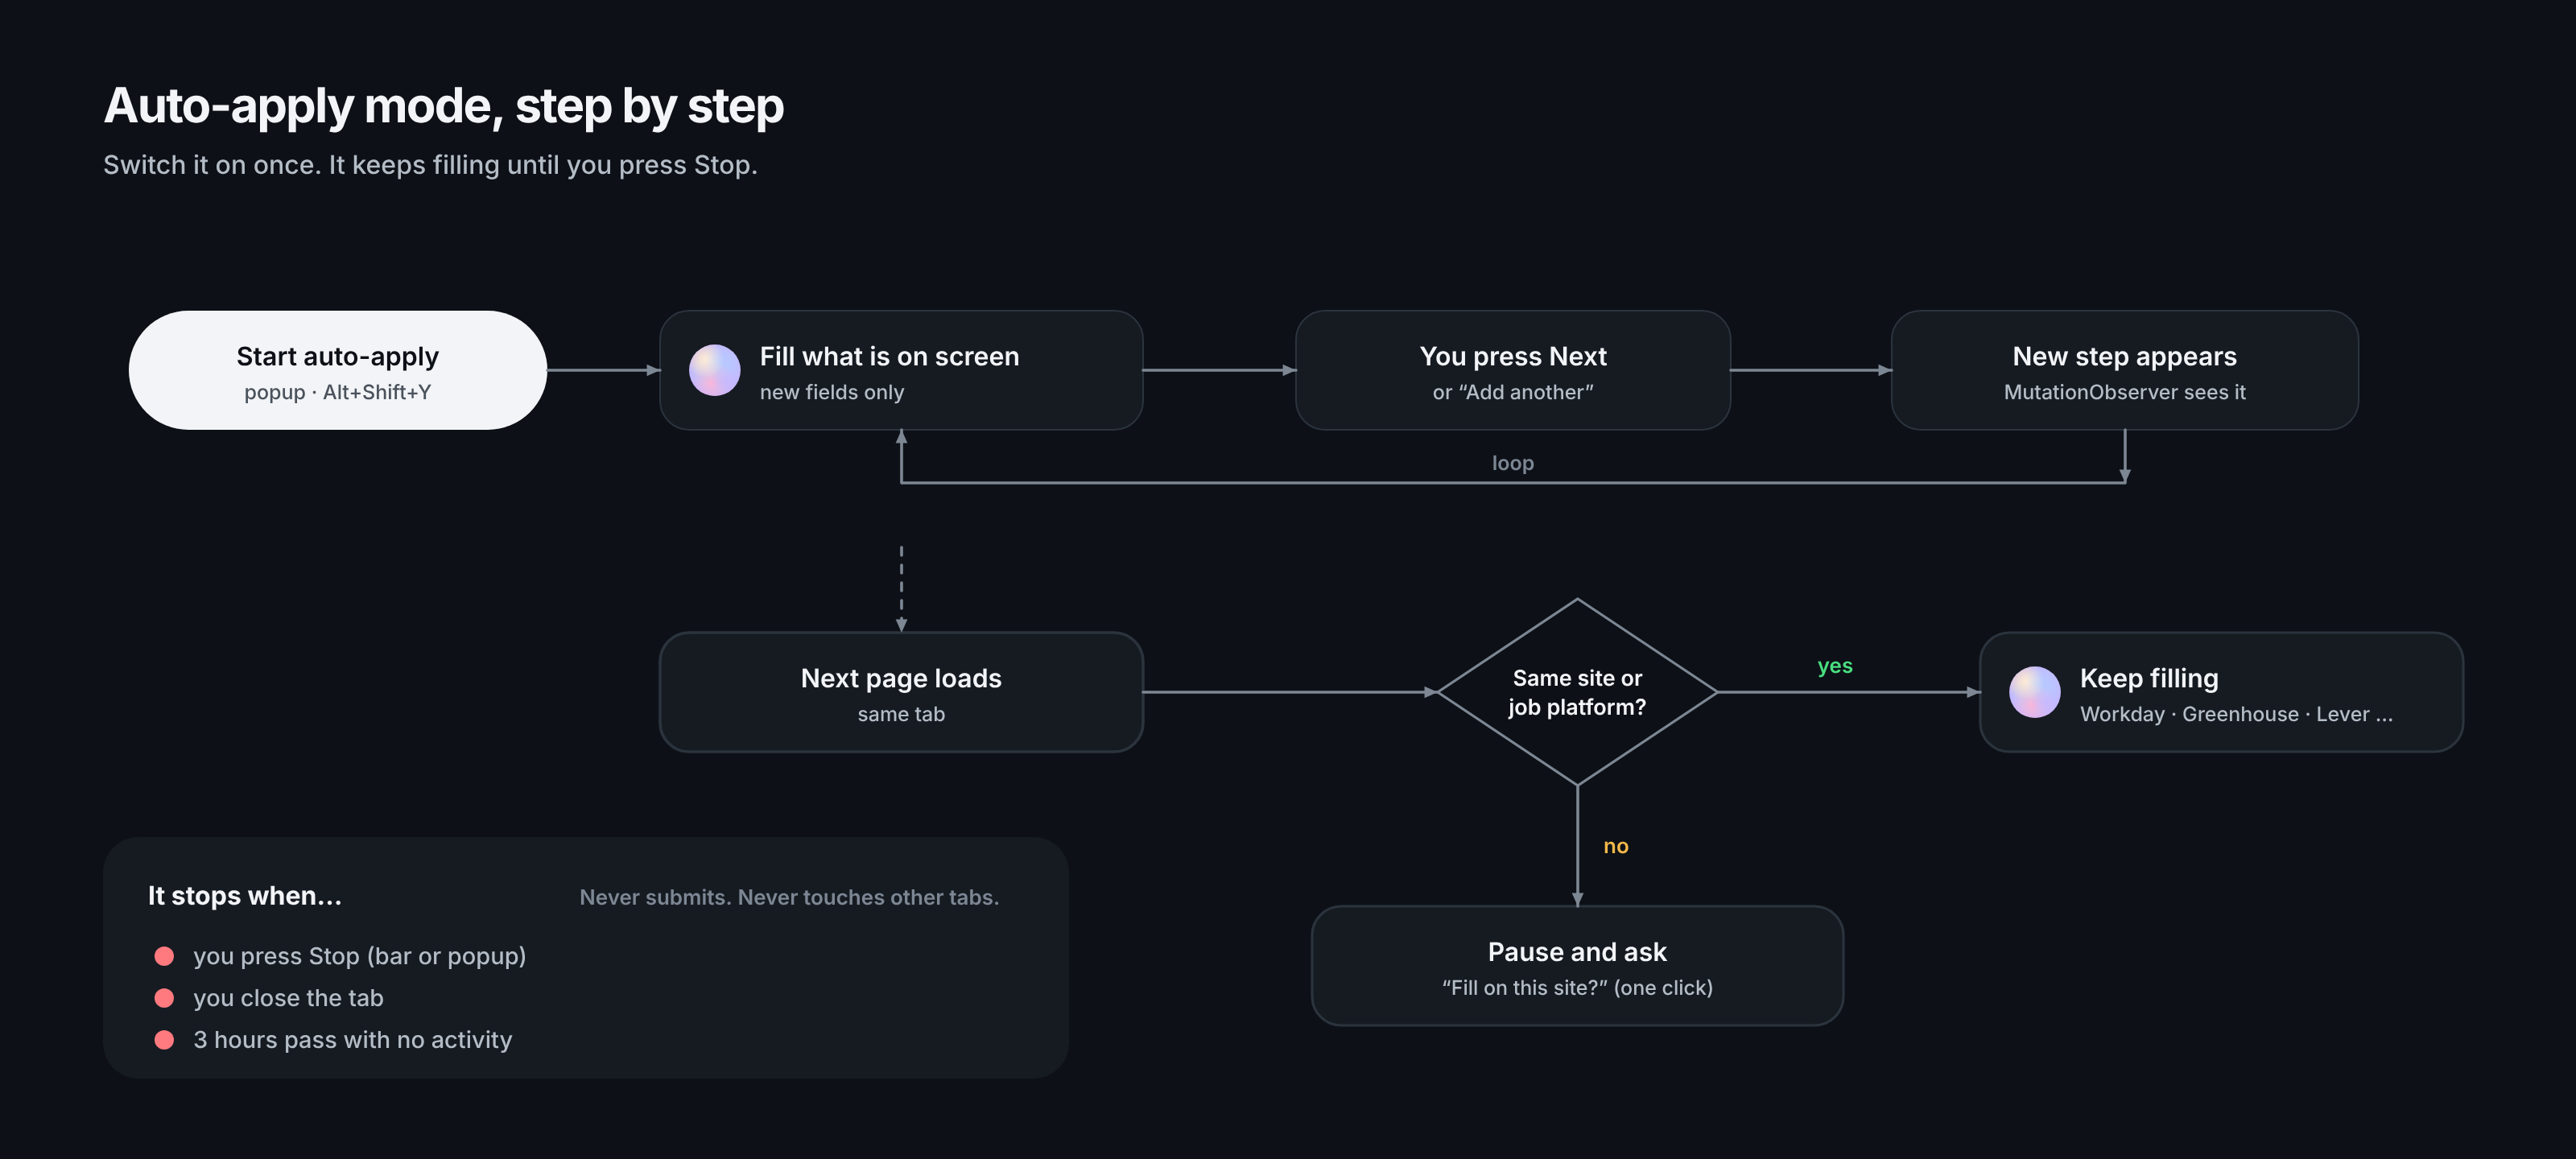 Auto-apply mode, step by step
Switch it on once. It keeps filling until you press Stop.
Start auto-apply
popup · Alt+Shift+Y
Fill what is on screen
new fields only
You press Next
or “Add another”
New step appears
MutationObserver sees it
loop
Next page loads
same tab
Same site or
job platform?
yes
Keep filling
Workday · Greenhouse · Lever …
no
Pause and ask
“Fill on this site?” (one click)
It stops when…
Never submits. Never touches other tabs.
you press Stop (bar or popup)
you close the tab
3 hours pass with no activity